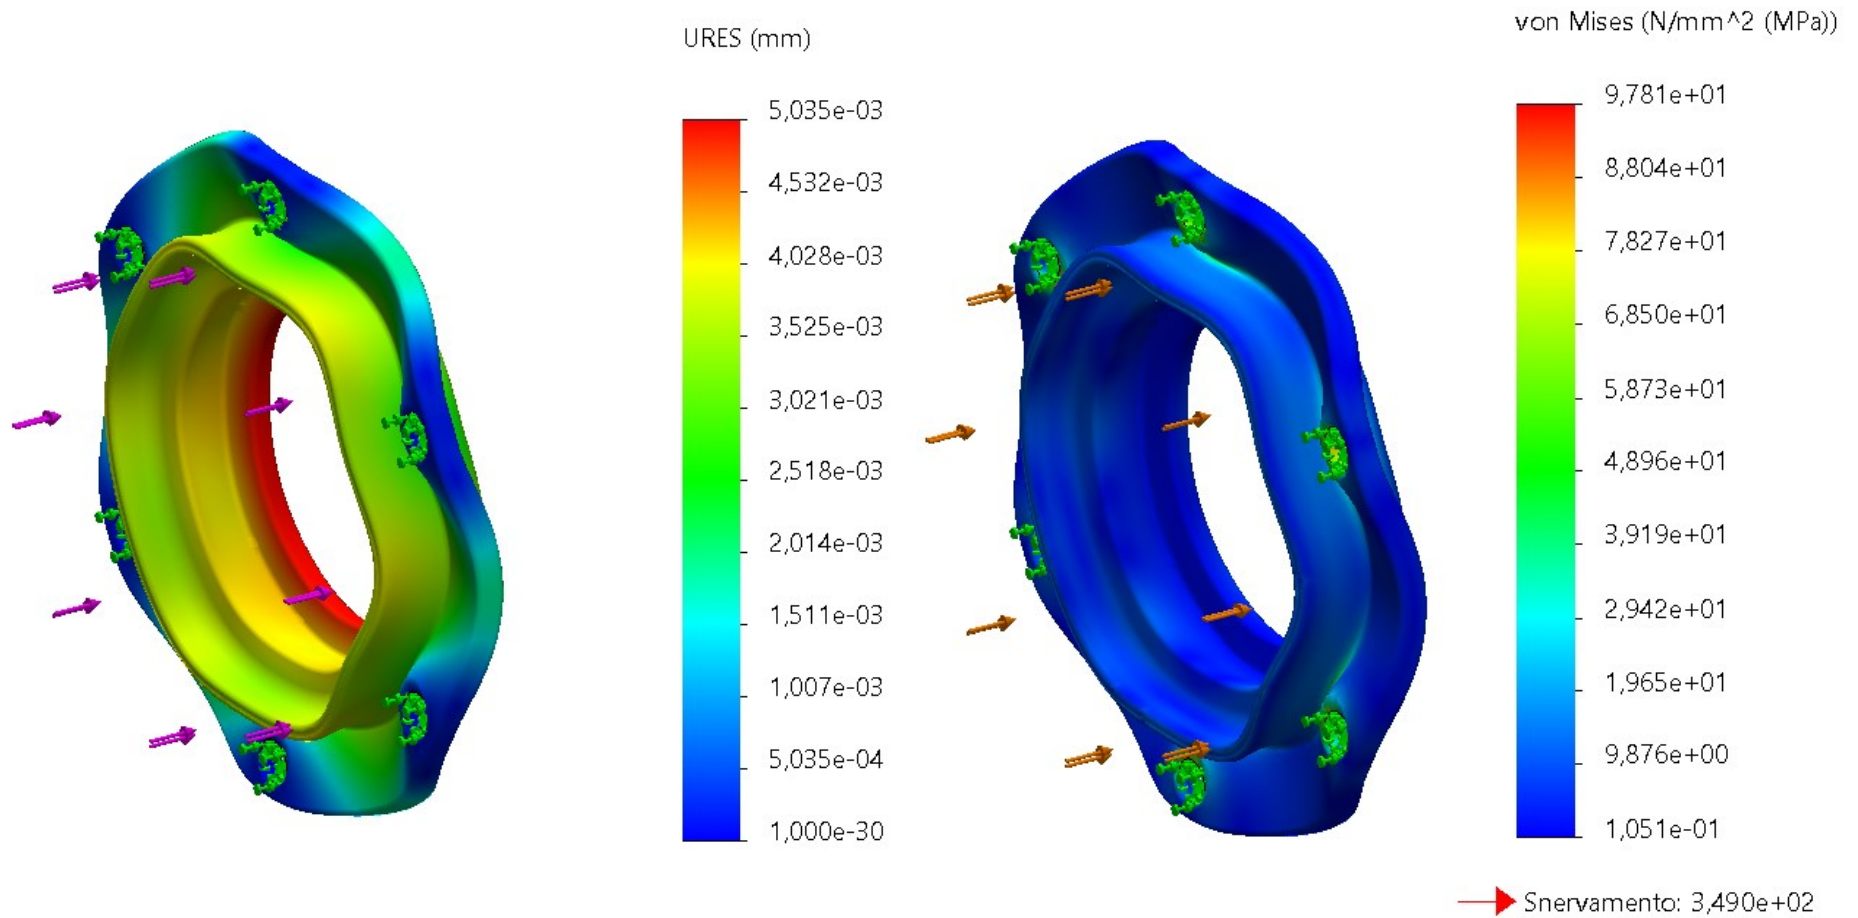 URES (mm)
5,035e-03
4,532e-03
4,028e-03
3,525e-03
3,021e-03
2,518e-03
2,014e-03
1,511e-03
1,007e-03
5,035e-04
1,000e-30
von Mises (N/mm^2 (MPa))
9,781e+01
8,804e+01
7,827e+01
6,850e+01
5,873e+01
4,896e+01
3,919e+01
2,942e+01
1,965e+01
9,876e+00
1,051e-01
Snervamento: 3,490e+02